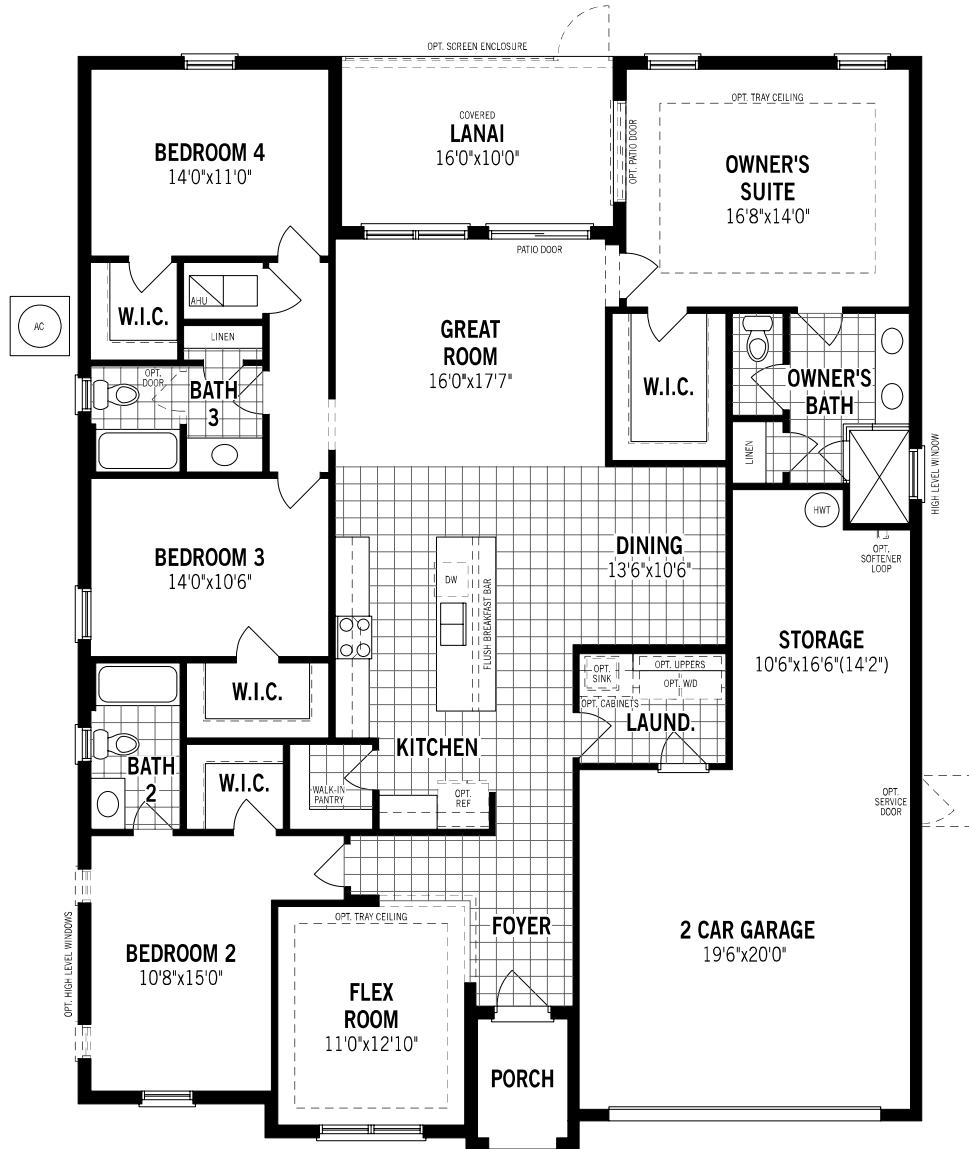 OPT. SCREEN ENCLOSURE
COVERED
LANAI
16'0"x10'0"
OPT. PATIO DOOR
PATIO DOOR
BEDROOM 4
14'0"x11'0"
OPT. TRAY CEILING
OWNER'S
SUITE
16'8"x14'0"
AC
W.I.C.
AHU
LINEN
OPT.
DOOR
BATH
3
GREAT
ROOM
16'0"x17'7"
W.I.C.
OWNER'S
BATH
LINEN
HIGH LEVEL WINDOW
HWT
OPT.
SOFTENER
LOOP
BEDROOM 3
14'0"x10'6"
DW
FLUSH BREAKFAST BAR
DINING
13'6"x10'6"
STORAGE
10'6"x16'6"(14'2")
W.I.C.
OPT.
SINK
OPT. UPPERS
OPT. W/D
OPT. CABINETS
LAUND.
KITCHEN
BATH
2
W.I.C.
WALK-IN
PANTRY
OPT.
REF
OPT.
SERVICE
DOOR
OPT. HIGH LEVEL WINDOWS
BEDROOM 2
10'8"x15'0"
OPT. TRAY CEILING
FLEX
ROOM
11'0"x12'10"
FOYER
2 CAR GARAGE
19'6"x20'0"
PORCH